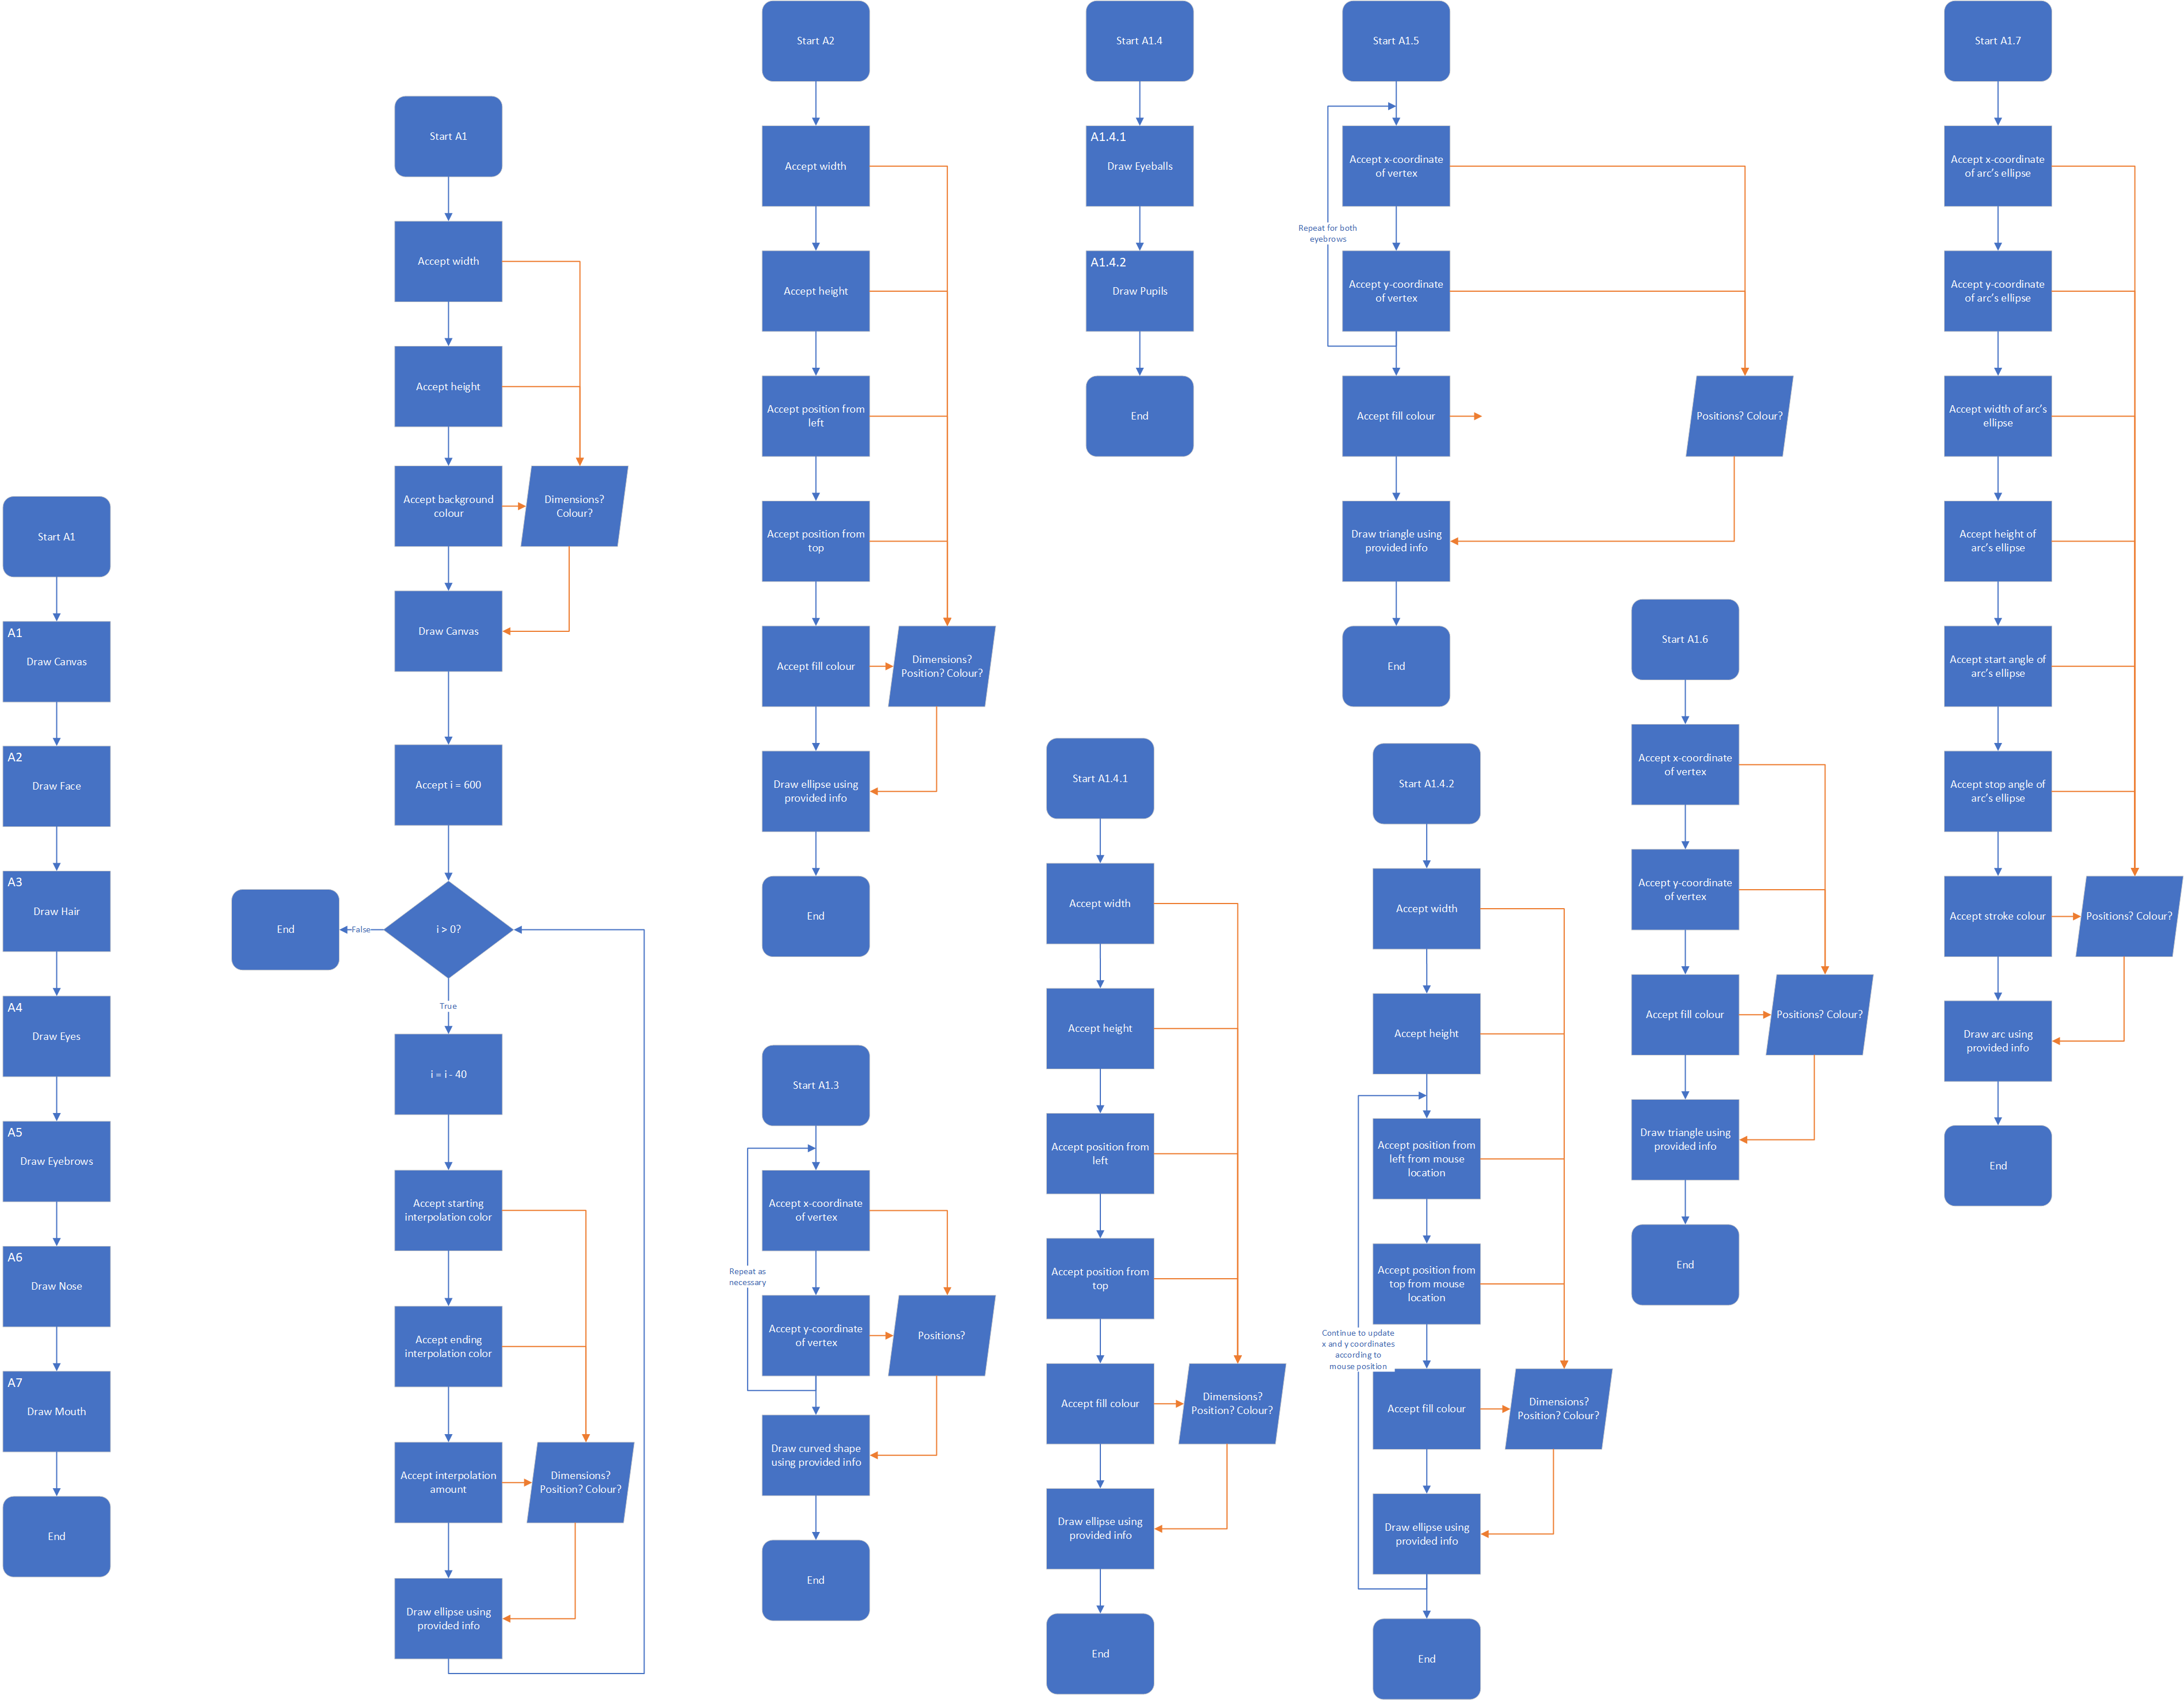 Start A1
A1
Draw Canvas
A2
Draw Face
A3
Draw Hair
A4
Draw Eyes
A5
Draw Eyebrows
A6
Draw Nose
A7
Draw Mouth
End
Start A1
Accept width
Accept height
Accept background
colour
Dimensions?
Colour?
Draw Canvas
Accept i = 600
i > 0?
False
End
True
i = i - 40
Accept starting
interpolation color
Accept ending
interpolation color
Accept interpolation
amount
Dimensions?
Position? Colour?
Draw ellipse using
provided info
Start A2
Accept width
Accept height
Accept position from
left
Accept position from
top
Accept fill colour
Dimensions?
Position? Colour?
Draw ellipse using
provided info
End
Start A1.3
Accept x-coordinate
of vertex
Repeat as
necessary
Accept y-coordinate
of vertex
Positions?
Draw curved shape
using provided info
End
Start A1.4
A1.4.1
Draw Eyeballs
A1.4.2
Draw Pupils
End
Start A1.4.1
Accept width
Accept height
Accept position from
left
Accept position from
top
Accept fill colour
Dimensions?
Position? Colour?
Draw ellipse using
provided info
End
Start A1.5
Accept x-coordinate
of vertex
Repeat for both
eyebrows
Accept y-coordinate
of vertex
Accept fill colour
Positions? Colour?
Draw triangle using
provided info
End
Start A1.4.2
Accept width
Accept height
Accept position from
left from mouse
location
Accept position from
top from mouse
location
Continue to update
x and y coordinates
according to
mouse position
Accept fill colour
Dimensions?
Position? Colour?
Draw ellipse using
provided info
End
Start A1.6
Accept x-coordinate
of vertex
Accept y-coordinate
of vertex
Accept fill colour
Positions? Colour?
Draw triangle using
provided info
End
Start A1.7
Accept x-coordinate
of arc’s ellipse
Accept y-coordinate
of arc’s ellipse
Accept width of arc’s
ellipse
Accept height of
arc’s ellipse
Accept start angle of
arc’s ellipse
Accept stop angle of
arc’s ellipse
Accept stroke colour
Positions? Colour?
Draw arc using
provided info
End